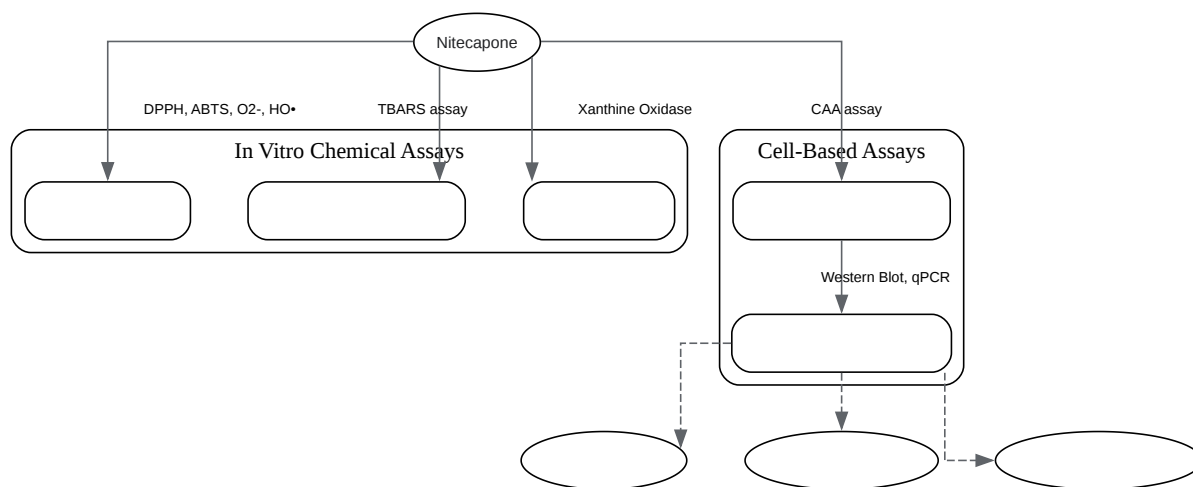 Nitecapone
DPPH, ABTS, O2-, HO•
TBARS assay
Xanthine Oxidase
CAA assay
In Vitro Chemical Assays
Cell-Based Assays
Western Blot, qPCR